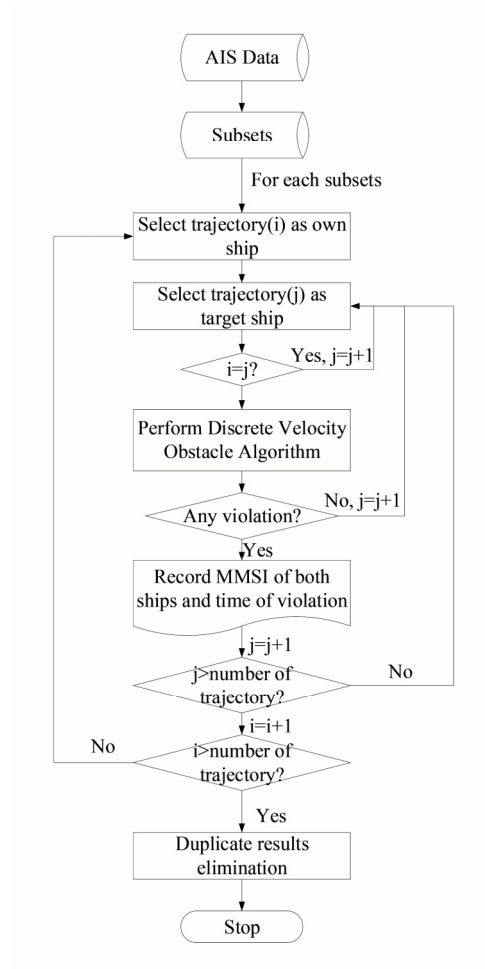 AIS Data
Subsets
For each subsets
Select trajectory(i) as own
ship
Select trajectory(j) as
target ship
i=j?
Yes, j=j+1
Perform Discrete Velocity
Obstacle Algorithm
No, j=j+1
Any violation?
Yes
Record MMSI of both
ships and time of violation
j=j+1
j>number of
trajectory?
No
i=i+1
i>number of
trajectory?
No
Yes
Duplicate results
elimination
Stop